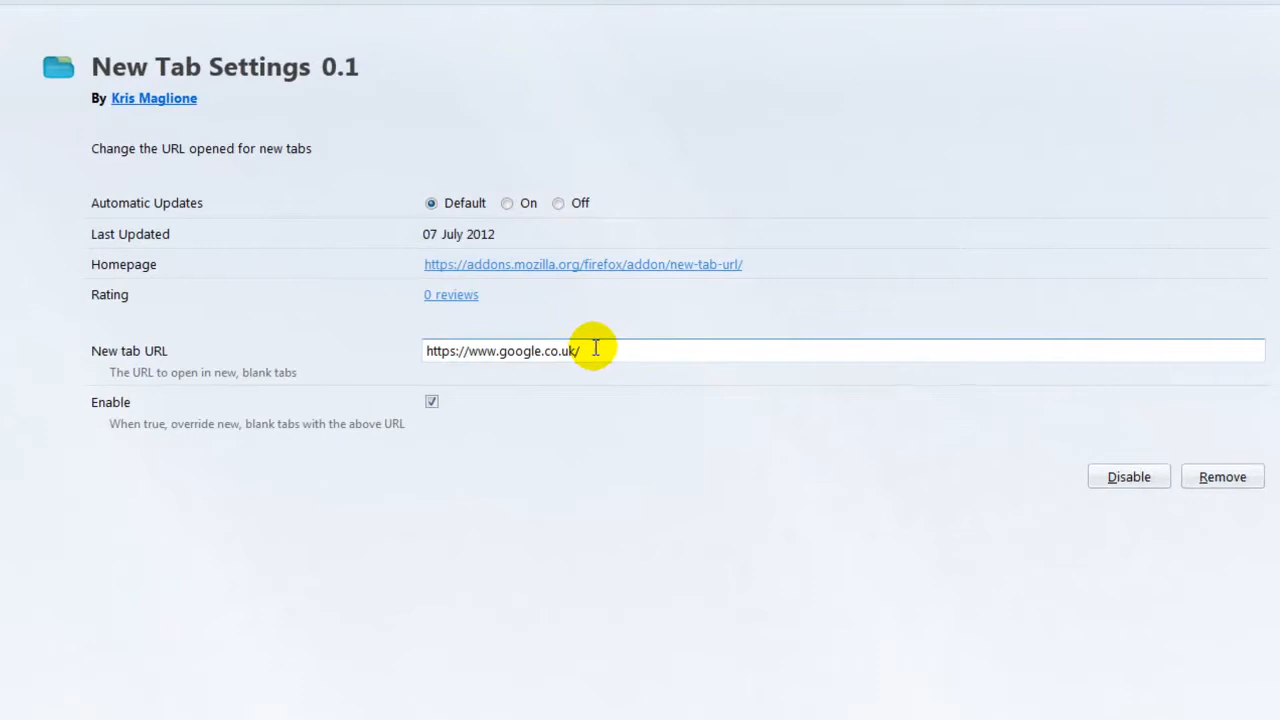 New Tab Settings 0.1
By Kris Maglione
Change the URL opened for new tabs
Automatic Updates Default On Off
Last Updated 07 July 2012
Homepage https://addons.mozilla.org/firefox/addon/new-tab-url/
Rating 0 reviews
New tab URL https://www.google.co.uk/
The URL to open in new, blank tabs
Enable
When true, override new, blank tabs with the above URL
Disable Remove